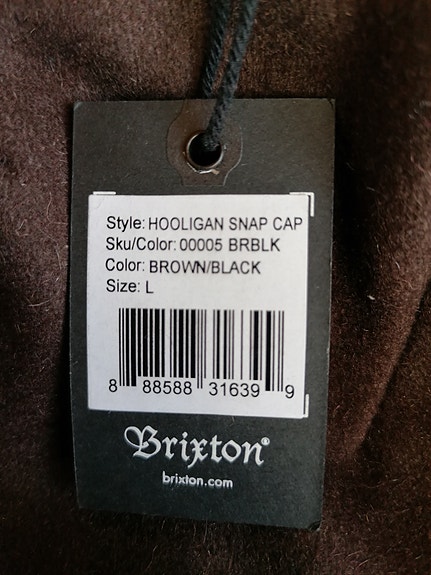 Style: HOOLIGAN SNAP CAP
Sku/Color: 00005 BRBLK
Color: BROWN/BLACK
Size: L
8 88588 31639 9
Brixton®
brixton.com